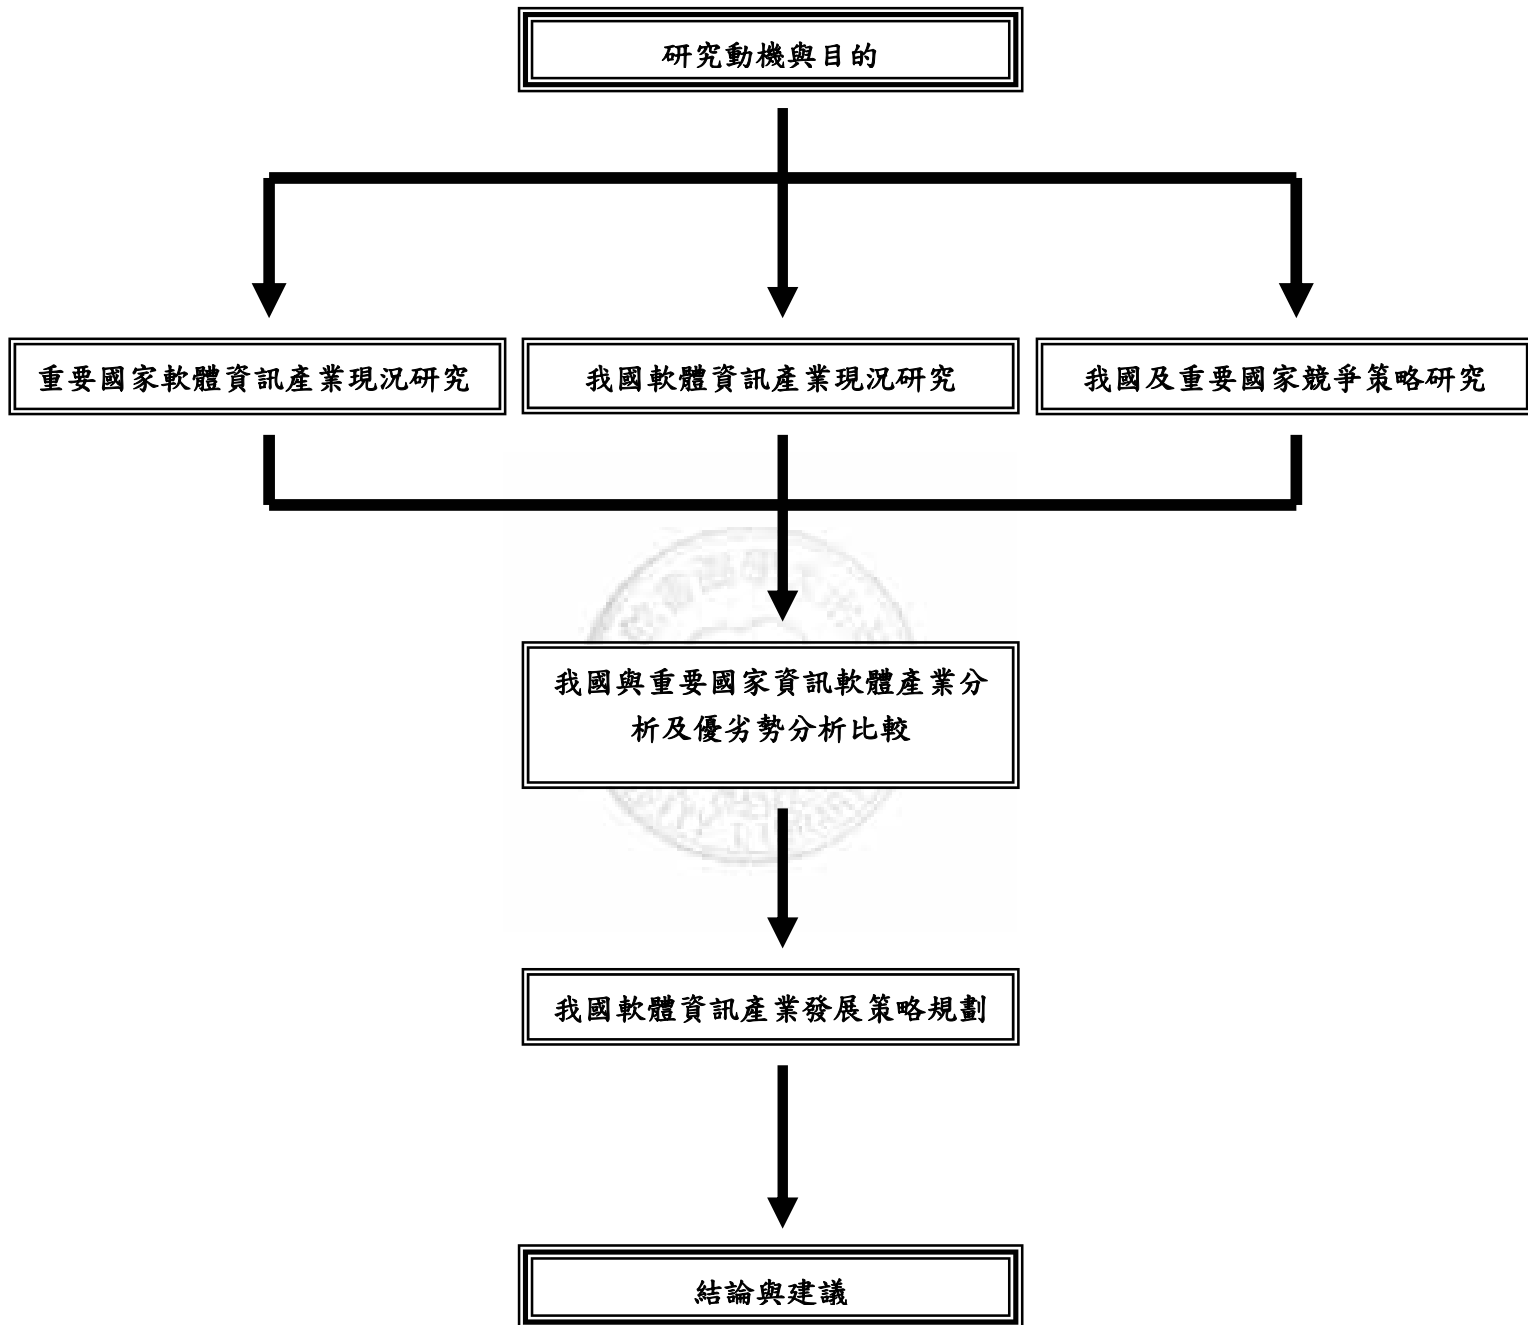 研究動機與目的
重要國家軟體資訊產業現況研究
我國軟體資訊產業現況研究
我國及重要國家競爭策略研究
我國與重要國家資訊軟體產業分
析及優劣勢分析比較
我國軟體資訊產業發展策略規劃
結論與建議